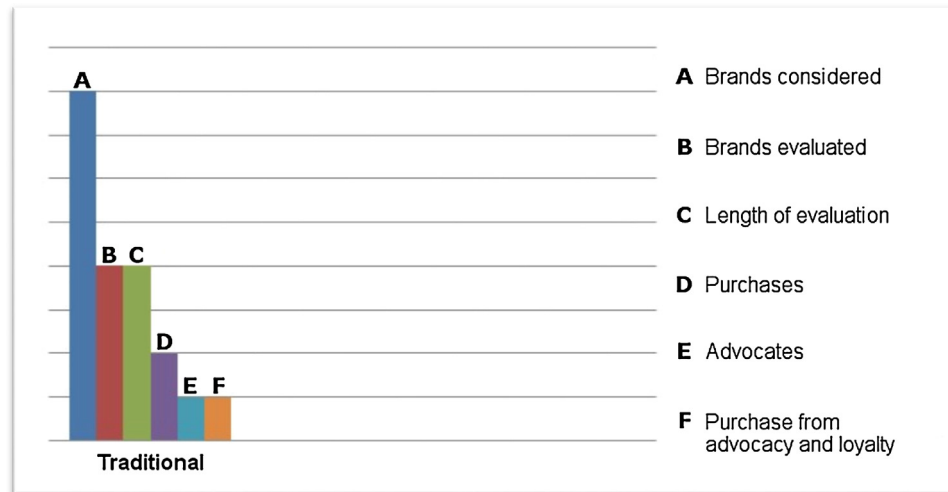 A
B C
D
E F
Traditional
A Brands considered
B Brands evaluated
C Length of evaluation
D Purchases
E Advocates
F Purchase from
advocacy and loyalty